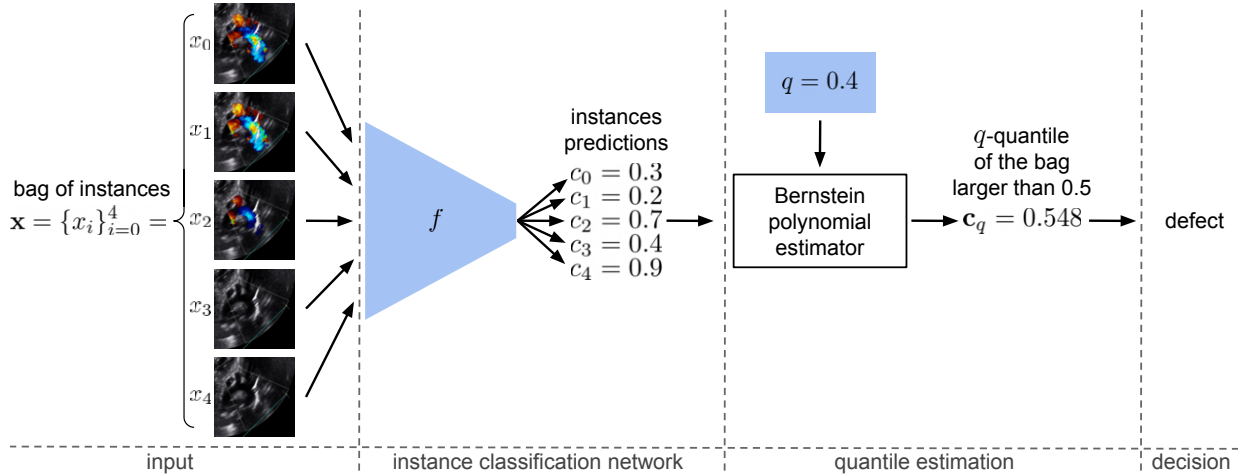 bag of instances
𝐱 = {x_i}_{i=0}^4 =
x_0
x_1
x_2
x_3
x_4
f
instances
predictions
c_0 = 0.3
c_1 = 0.2
c_2 = 0.7
c_3 = 0.4
c_4 = 0.9
q = 0.4
Bernstein
polynomial
estimator
q-quantile
of the bag
larger than 0.5
𝐜_q = 0.548
defect
input
instance classification network
quantile estimation
decision